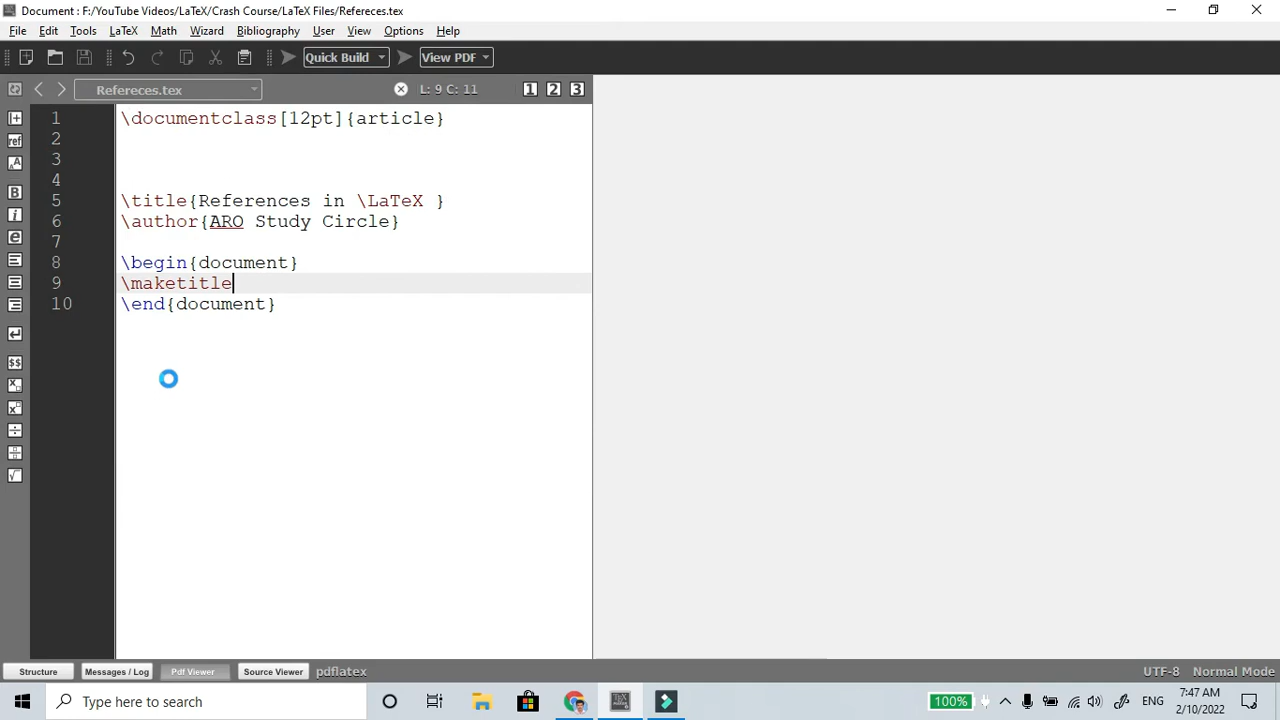 Document : F:/YouTube Videos/LaTeX/Crash Course/LaTeX Files/Refereces.tex
File Edit Tools LaTeX Math Wizard Bibliography User View Options Help
Quick Build View PDF
Refereces.tex L: 9 C: 11 1 2 3
1 \documentclass[12pt]{article}
2
3
4
5 \title{References in \LaTeX }
6 \author{ARO Study Circle}
7
8 \begin{document}
9 \maketitle
10 \end{document}
ref
B
i
e
$$
Structure Messages / Log Pdf Viewer Source Viewer pdflatex UTF-8 Normal Mode
Type here to search 100% ENG 7:47 AM
2/10/2022